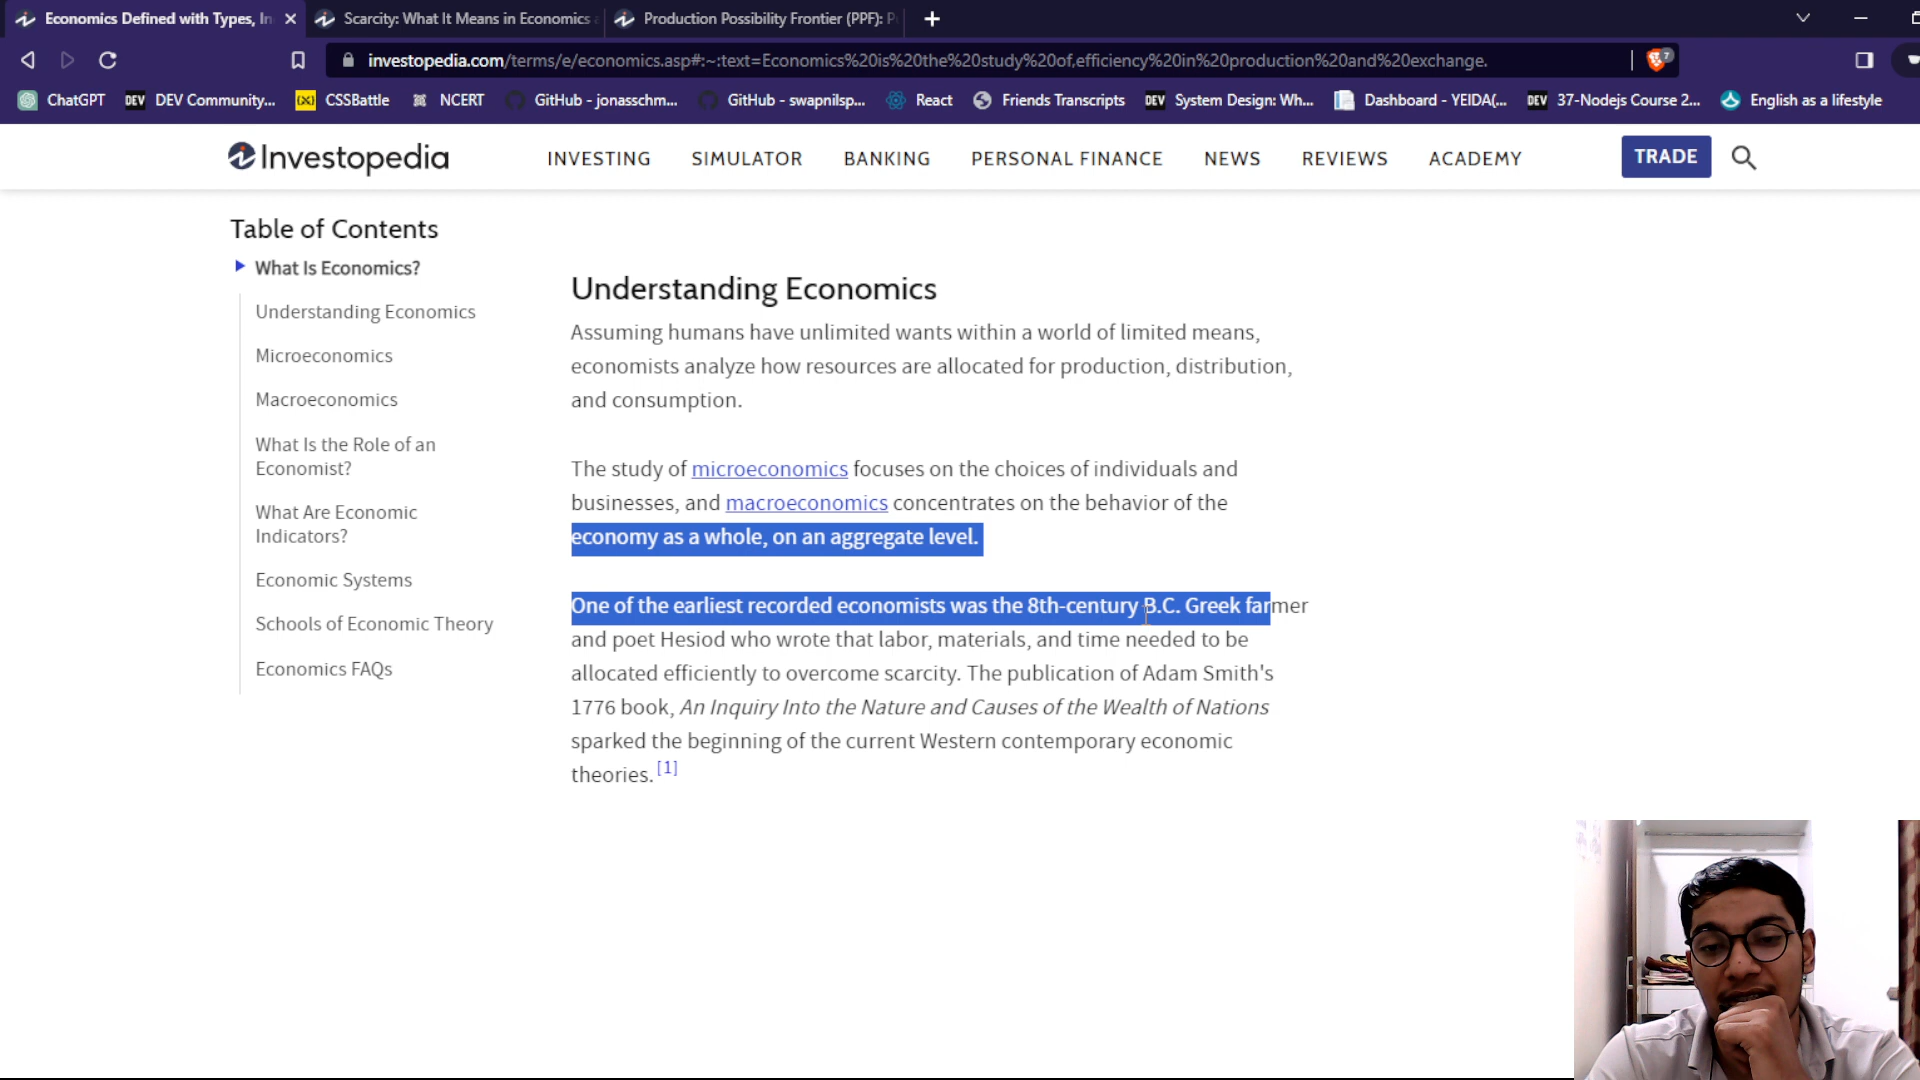 Economics Defined with Types, In
Scarcity: What It Means in Economics
Production Possibility Frontier (PPF): P
investopedia.com/terms/e/economics.asp#:~:text=Economics%20is%20the%20study%20of,efficiency%20in%20production%20and%20exchange.
7
ChatGPT
DEV DEV Community...
CSSBattle
NCERT
GitHub - jonasschm...
GitHub - swapnilsp...
React
Friends Transcripts
DEV System Design: Wh...
Dashboard - YEIDA(...
DEV 37-Nodejs Course 2...
English as a lifestyle
Investopedia
INVESTING SIMULATOR BANKING PERSONAL FINANCE NEWS REVIEWS ACADEMY
TRADE
Table of Contents
What Is Economics?
Understanding Economics
Microeconomics
Macroeconomics
What Is the Role of an
Economist?
What Are Economic
Indicators?
Economic Systems
Schools of Economic Theory
Economics FAQs
Understanding Economics
Assuming humans have unlimited wants within a world of limited means,
economists analyze how resources are allocated for production, distribution,
and consumption.
The study of microeconomics focuses on the choices of individuals and
businesses, and macroeconomics concentrates on the behavior of the
economy as a whole, on an aggregate level.
One of the earliest recorded economists was the 8th-century B.C. Greek farmer
and poet Hesiod who wrote that labor, materials, and time needed to be
allocated efficiently to overcome scarcity. The publication of Adam Smith's
1776 book, An Inquiry Into the Nature and Causes of the Wealth of Nations
sparked the beginning of the current Western contemporary economic
theories. [1]